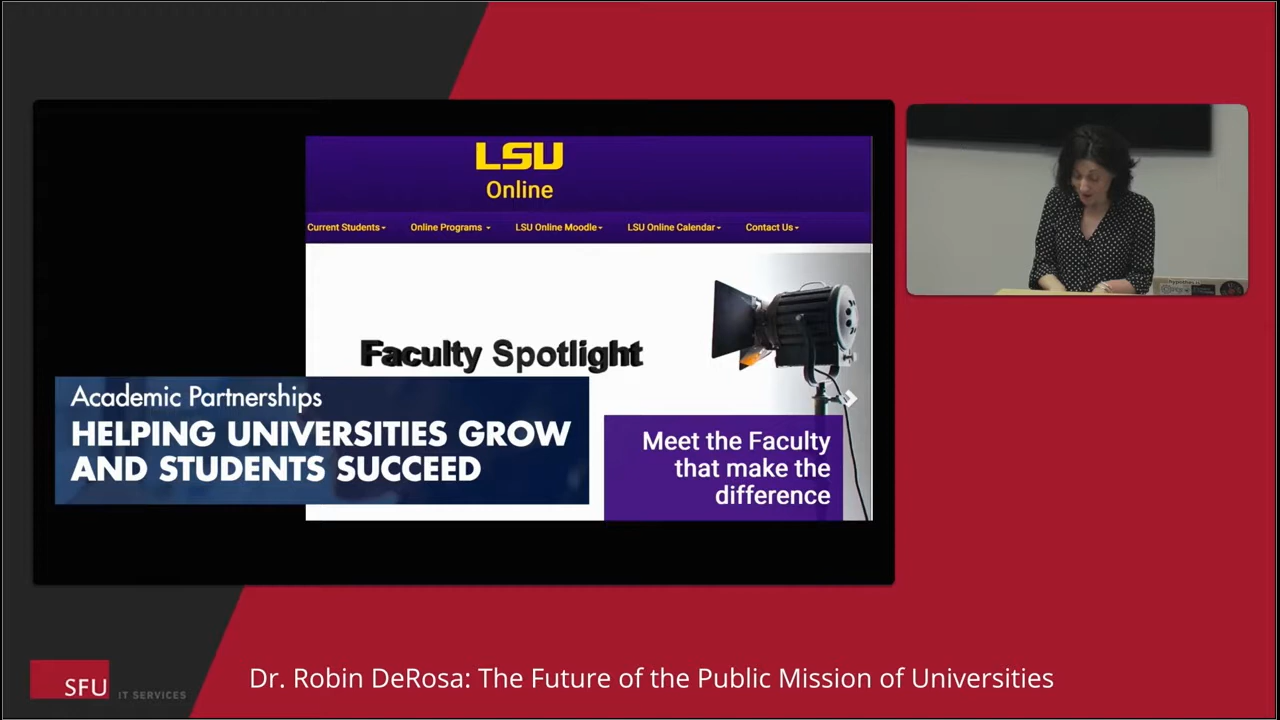 LSU
Online
Current Students
Online Programs
LSU Online Moodle
LSU Online Calendar
Contact Us
Faculty Spotlight
Academic Partnerships
HELPING UNIVERSITIES GROW
AND STUDENTS SUCCEED
Meet the Faculty
that make the
difference
SFU IT SERVICES
Dr. Robin DeRosa: The Future of the Public Mission of Universities